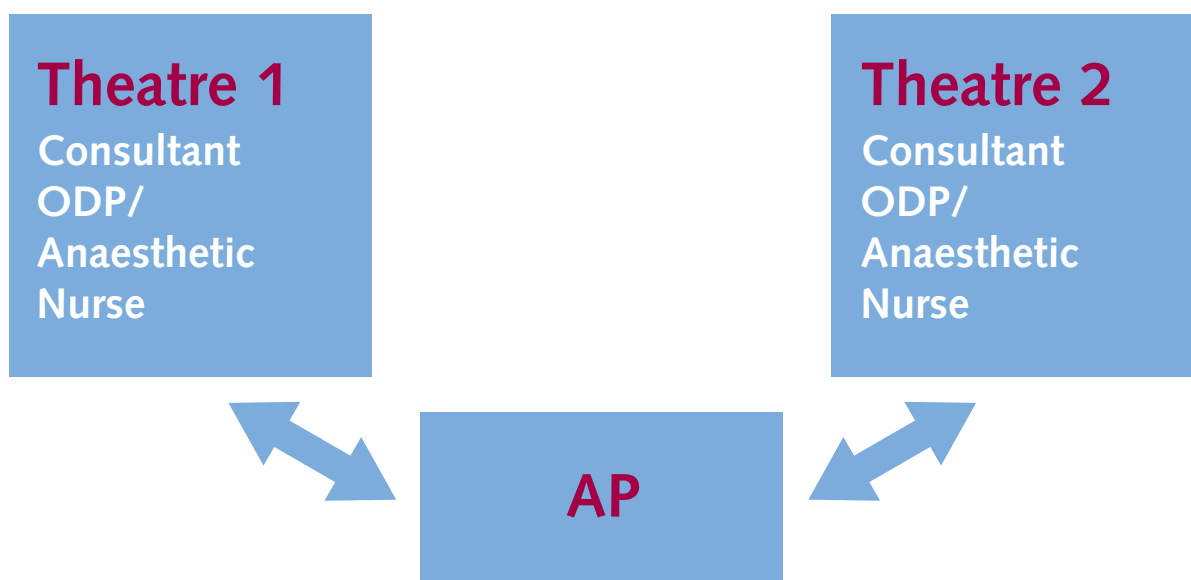 Theatre 1
Consultant
ODP/
Anaesthetic
Nurse
Theatre 2
Consultant
ODP/
Anaesthetic
Nurse
AP